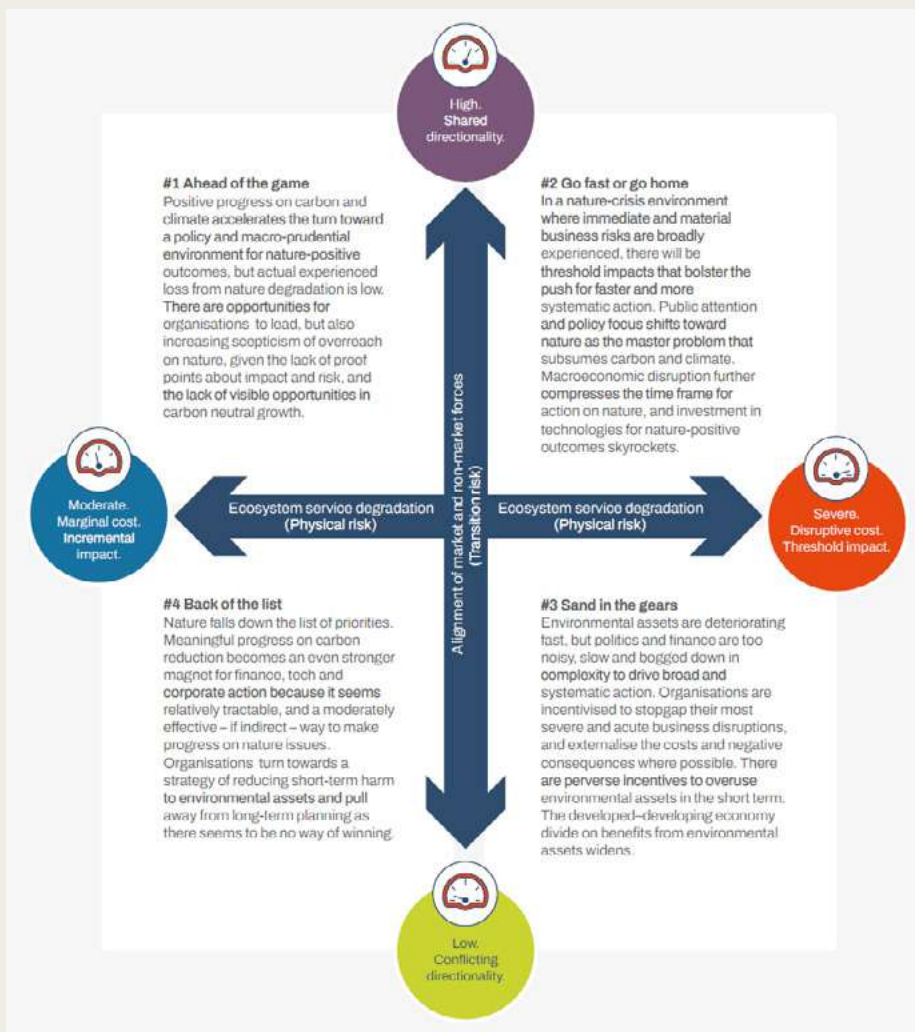 High.
Shared
directionality.
#1 Ahead of the game
Positive progress on carbon and
climate accelerates the turn toward
a policy and macro-prudential
environment for nature-positive
outcomes, but actual experienced
loss from nature degradation is low.
There are opportunities for
organisations to lead, but also
increasing scepticism of overreach
on nature, given the lack of proof
points about impact and risk, and
the lack of visible opportunities in
carbon neutral growth.
#2 Go fast or go home
In a nature-crisis environment
where immediate and material
business risks are broadly
experienced, there will be
threshold impacts that bolster the
push for faster and more
systematic action. Public attention
and policy focus shifts toward
nature as the master problem that
subsumes carbon and climate.
Macroeconomic disruption further
compresses the time frame for
action on nature, and investment in
technologies for nature-positive
outcomes skyrockets.
Moderate.
Marginal cost.
Incremental
impact.
Ecosystem service degradation
(Physical risk)
Alignment of market and non-market forces
(Transition risk)
Ecosystem service degradation
(Physical risk)
Severe.
Disruptive cost.
Threshold impact.
#4 Back of the list
Nature falls down the list of priorities.
Meaningful progress on carbon
reduction becomes an even stronger
magnet for finance, tech and
corporate action because it seems
relatively tractable, and a moderately
effective – if indirect – way to make
progress on nature issues.
Organisations turn towards a
strategy of reducing short-term harm
to environmental assets and pull
away from long-term planning as
there seems to be no way of winning.
#3 Sand in the gears
Environmental assets are deteriorating
fast, but politics and finance are too
noisy, slow and bogged down in
complexity to drive broad and
systematic action. Organisations are
incentivised to stopgap their most
severe and acute business disruptions,
and externalise the costs and negative
consequences where possible. There
are perverse incentives to overuse
environmental assets in the short term.
The developed–developing economy
divide on benefits from environmental
assets widens.
Low.
Conflicting
directionality.